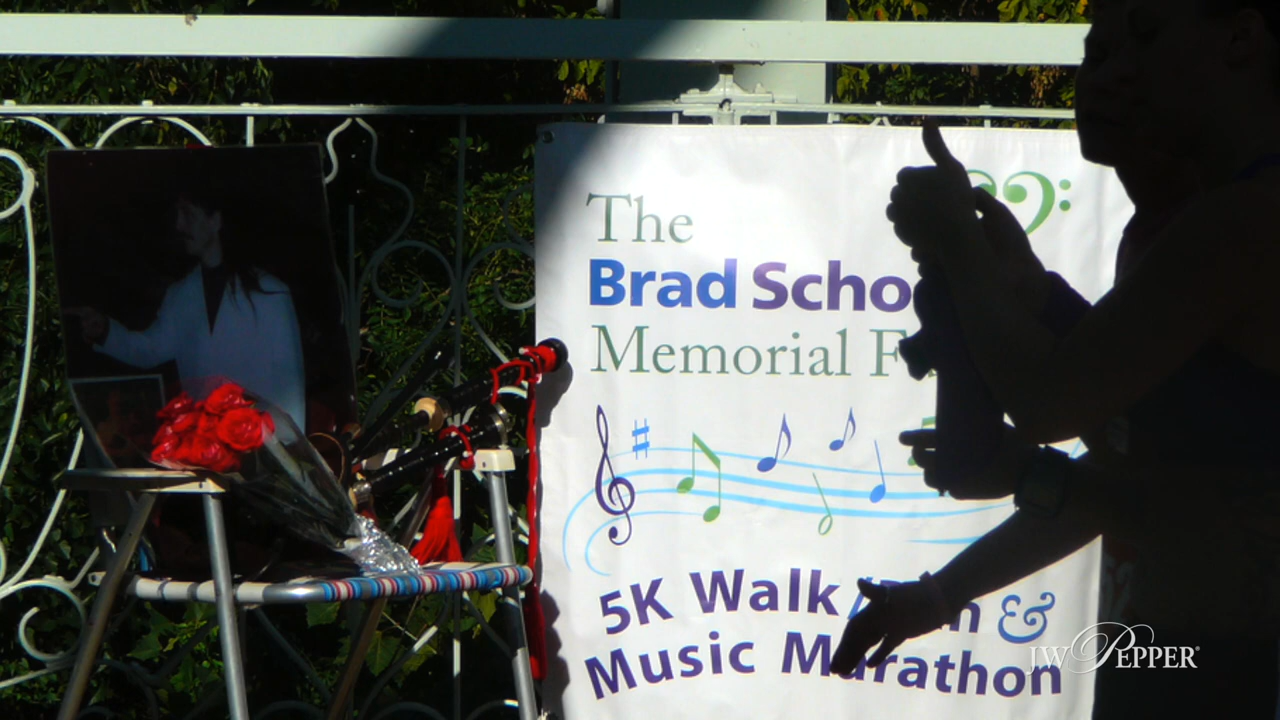 The
Brad Scho
Memorial F
5K Walk &
Music Marathon
JW PEPPER